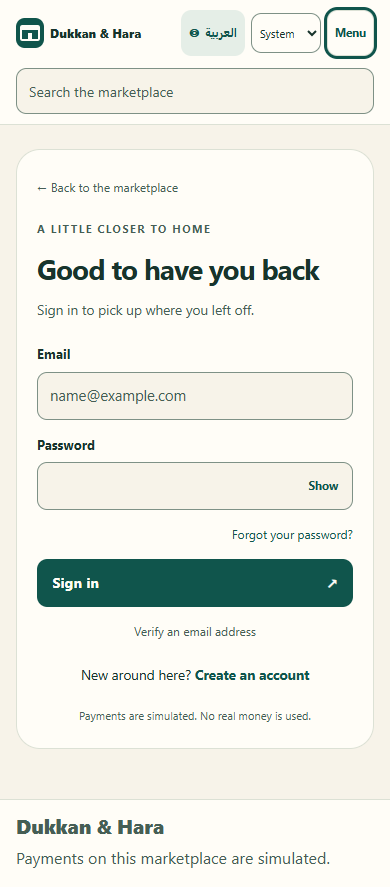 Dukkan & Hara
العربية
System
Menu
Search the marketplace
← Back to the marketplace
A LITTLE CLOSER TO HOME
Good to have you back
Sign in to pick up where you left off.
Email
name@example.com
Password
Show
Forgot your password?
Sign in ↗
Verify an email address
New around here? Create an account
Payments are simulated. No real money is used.
Dukkan & Hara
Payments on this marketplace are simulated.